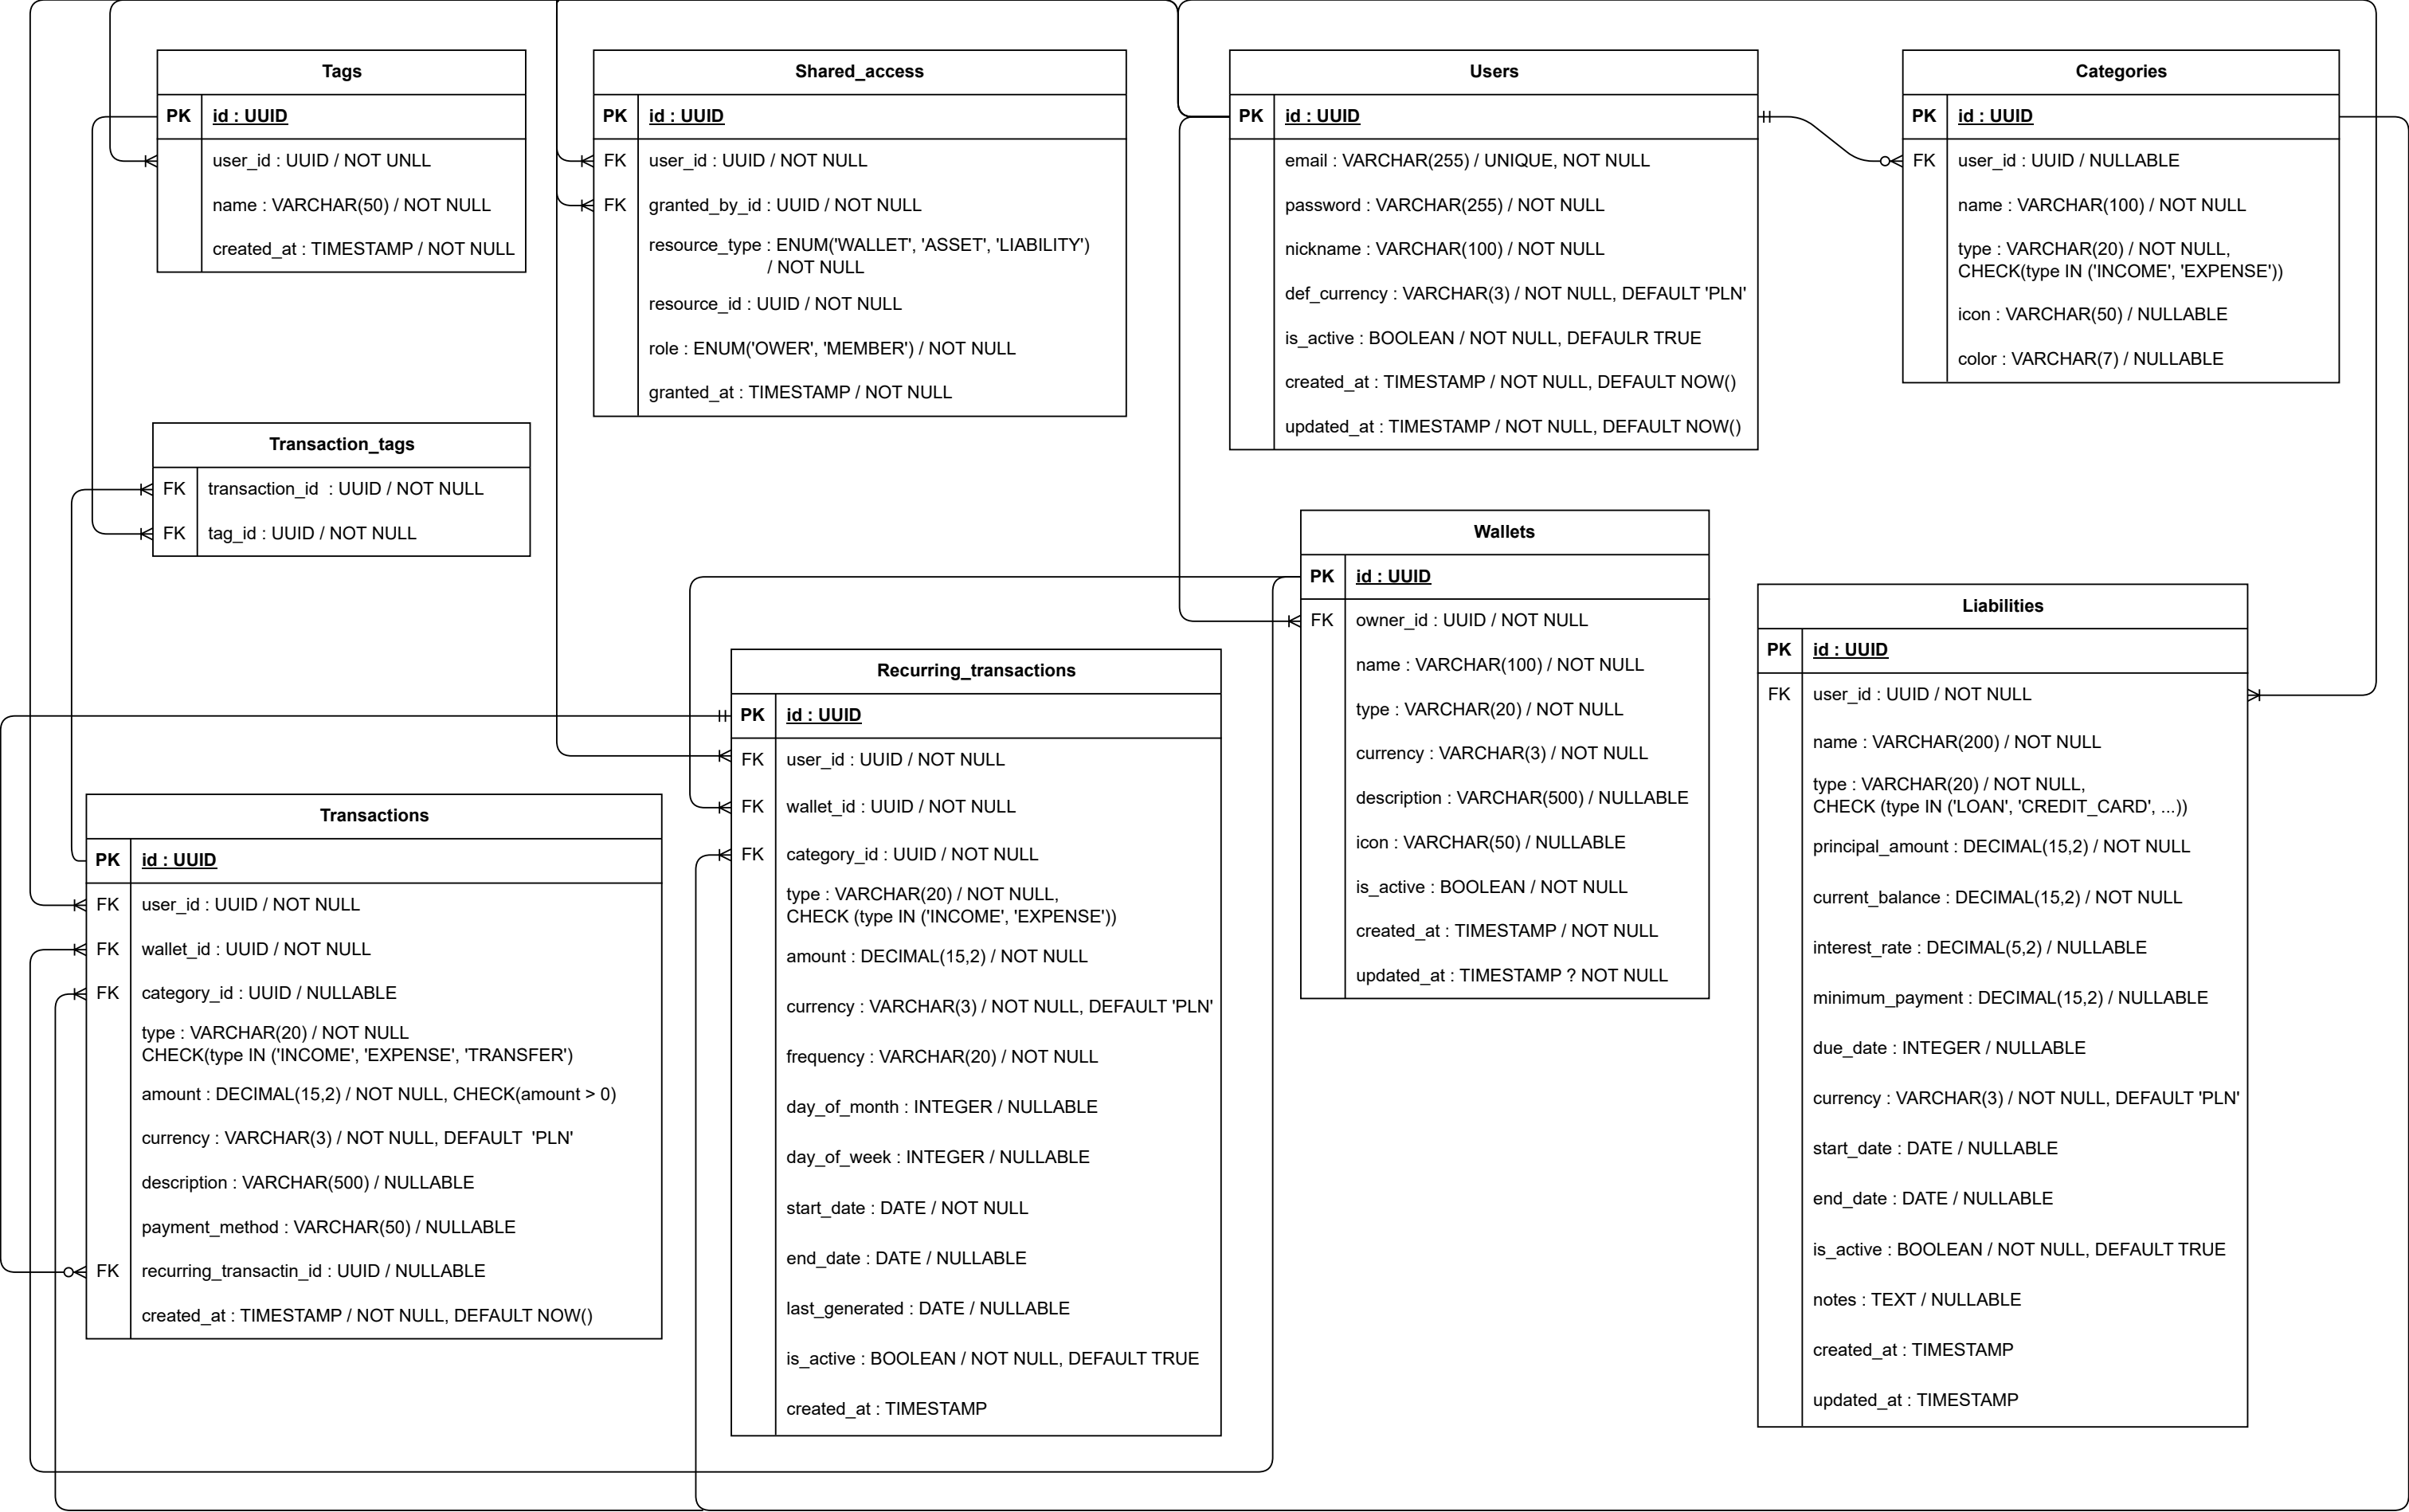 Tags
PK id : UUID
user_id : UUID / NOT UNLL
name : VARCHAR(50) / NOT NULL
created_at : TIMESTAMP / NOT NULL
Shared_access
PK id : UUID
FK user_id : UUID / NOT NULL
FK granted_by_id : UUID / NOT NULL
resource_type : ENUM('WALLET', 'ASSET', 'LIABILITY')
/ NOT NULL
resource_id : UUID / NOT NULL
role : ENUM('OWER', 'MEMBER') / NOT NULL
granted_at : TIMESTAMP / NOT NULL
Users
PK id : UUID
email : VARCHAR(255) / UNIQUE, NOT NULL
password : VARCHAR(255) / NOT NULL
nickname : VARCHAR(100) / NOT NULL
def_currency : VARCHAR(3) / NOT NULL, DEFAULT 'PLN'
is_active : BOOLEAN / NOT NULL, DEFAULR TRUE
created_at : TIMESTAMP / NOT NULL, DEFAULT NOW()
updated_at : TIMESTAMP / NOT NULL, DEFAULT NOW()
Categories
PK id : UUID
FK user_id : UUID / NULLABLE
name : VARCHAR(100) / NOT NULL
type : VARCHAR(20) / NOT NULL,
CHECK(type IN ('INCOME', 'EXPENSE'))
icon : VARCHAR(50) / NULLABLE
color : VARCHAR(7) / NULLABLE
Transaction_tags
FK transaction_id : UUID / NOT NULL
FK tag_id : UUID / NOT NULL
Wallets
PK id : UUID
FK owner_id : UUID / NOT NULL
name : VARCHAR(100) / NOT NULL
type : VARCHAR(20) / NOT NULL
currency : VARCHAR(3) / NOT NULL
description : VARCHAR(500) / NULLABLE
icon : VARCHAR(50) / NULLABLE
is_active : BOOLEAN / NOT NULL
created_at : TIMESTAMP / NOT NULL
updated_at : TIMESTAMP ? NOT NULL
Liabilities
PK id : UUID
FK user_id : UUID / NOT NULL
name : VARCHAR(200) / NOT NULL
type : VARCHAR(20) / NOT NULL,
CHECK (type IN ('LOAN', 'CREDIT_CARD', ...))
principal_amount : DECIMAL(15,2) / NOT NULL
current_balance : DECIMAL(15,2) / NOT NULL
interest_rate : DECIMAL(5,2) / NULLABLE
minimum_payment : DECIMAL(15,2) / NULLABLE
due_date : INTEGER / NULLABLE
currency : VARCHAR(3) / NOT NULL, DEFAULT 'PLN'
start_date : DATE / NULLABLE
end_date : DATE / NULLABLE
is_active : BOOLEAN / NOT NULL, DEFAULT TRUE
notes : TEXT / NULLABLE
created_at : TIMESTAMP
updated_at : TIMESTAMP
Recurring_transactions
PK id : UUID
FK user_id : UUID / NOT NULL
FK wallet_id : UUID / NOT NULL
FK category_id : UUID / NOT NULL
type : VARCHAR(20) / NOT NULL,
CHECK (type IN ('INCOME', 'EXPENSE'))
amount : DECIMAL(15,2) / NOT NULL
currency : VARCHAR(3) / NOT NULL, DEFAULT 'PLN'
frequency : VARCHAR(20) / NOT NULL
day_of_month : INTEGER / NULLABLE
day_of_week : INTEGER / NULLABLE
start_date : DATE / NOT NULL
end_date : DATE / NULLABLE
last_generated : DATE / NULLABLE
is_active : BOOLEAN / NOT NULL, DEFAULT TRUE
created_at : TIMESTAMP
Transactions
PK id : UUID
FK user_id : UUID / NOT NULL
FK wallet_id : UUID / NOT NULL
FK category_id : UUID / NULLABLE
type : VARCHAR(20) / NOT NULL
CHECK(type IN ('INCOME', 'EXPENSE', 'TRANSFER')
amount : DECIMAL(15,2) / NOT NULL, CHECK(amount > 0)
currency : VARCHAR(3) / NOT NULL, DEFAULT 'PLN'
description : VARCHAR(500) / NULLABLE
payment_method : VARCHAR(50) / NULLABLE
FK recurring_transactin_id : UUID / NULLABLE
created_at : TIMESTAMP / NOT NULL, DEFAULT NOW()